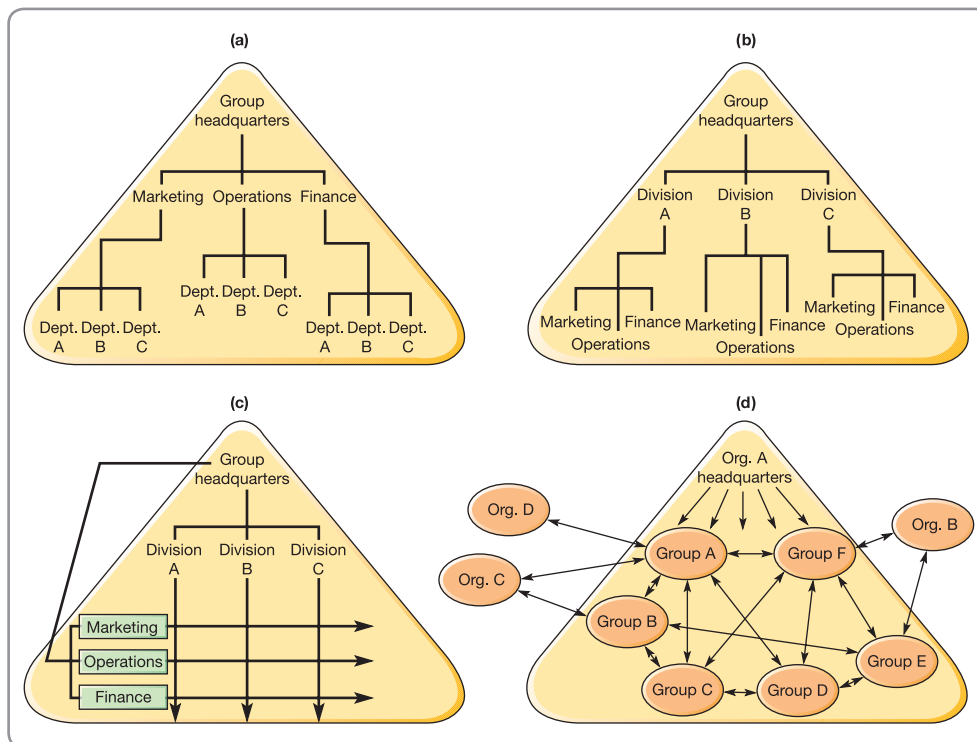 (a)
Group
headquarters
Marketing Operations Finance
Dept. Dept. Dept.
A B C
Dept. Dept. Dept.
A B C
Dept. Dept. Dept.
A B C
(b)
Group
headquarters
Division Division Division
A B C
Marketing Finance
Operations
Marketing Finance
Operations
Marketing Finance
Operations
(c)
Group
headquarters
Division Division Division
A B C
Marketing
Operations
Finance
(d)
Org. A
headquarters
Org. D
Org. B
Group A
Group F
Org. C
Group B
Group E
Group C
Group D